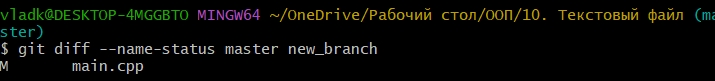 vladk@DESKTOP-4MGGBTO MINGW64 ~/OneDrive/Рабочий стол/ООП/10. Текстовый файл (ma
ster)
$ git diff --name-status master new_branch
M       main.cpp